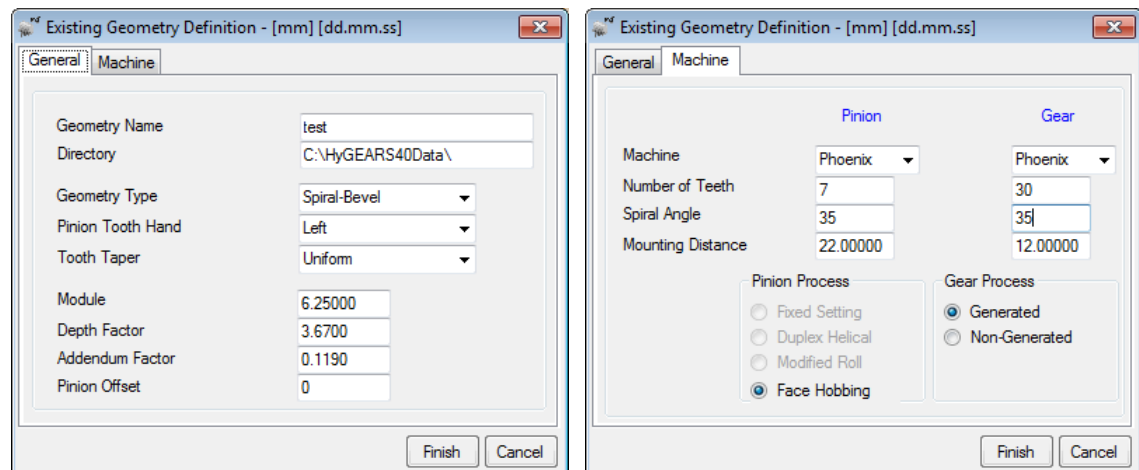 Existing Geometry Definition - [mm] [dd.mm.ss]
General Machine
Geometry Name test
Directory C:\HyGEARS40Data\
Geometry Type Spiral-Bevel
Pinion Tooth Hand Left
Tooth Taper Uniform
Module 6.25000
Depth Factor 3.6700
Addendum Factor 0.1190
Pinion Offset 0
Finish Cancel
Existing Geometry Definition - [mm] [dd.mm.ss]
General Machine
Pinion Gear
Machine Phoenix Phoenix
Number of Teeth 7 30
Spiral Angle 35 35
Mounting Distance 22.00000 12.00000
Pinion Process Gear Process
Fixed Setting Generated
Duplex Helical Non-Generated
Modified Roll
Face Hobbing
Finish Cancel